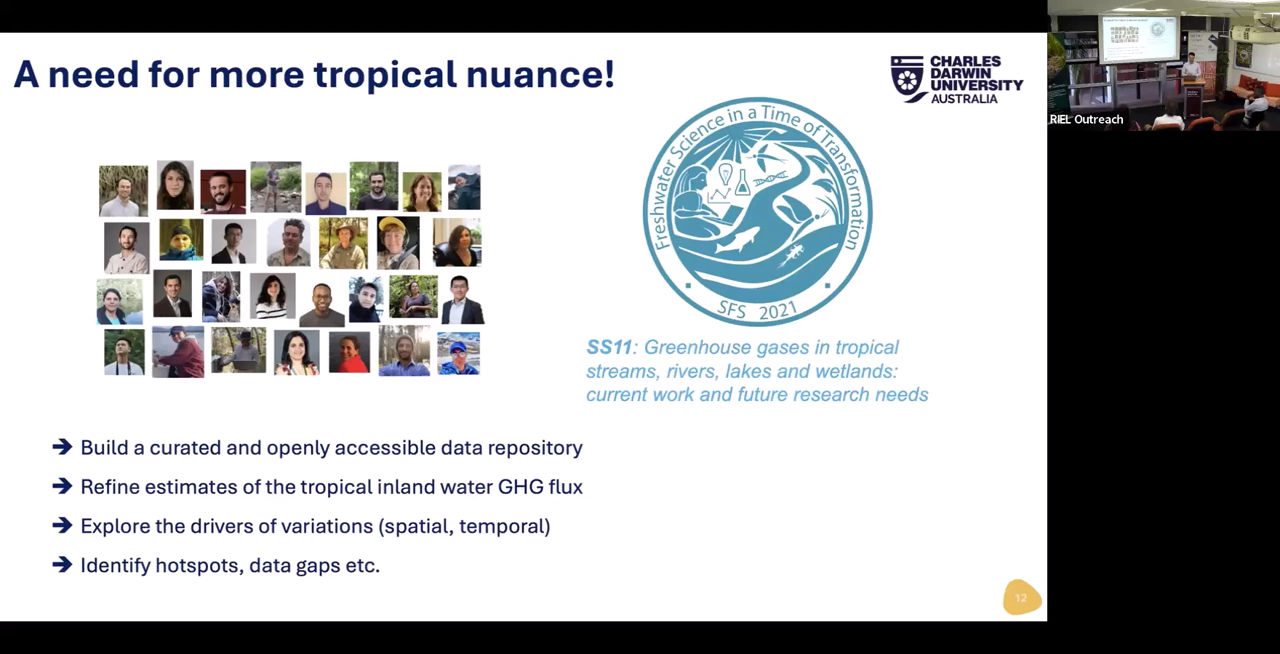 A need for more tropical nuance!
CHARLES
DARWIN
UNIVERSITY
AUSTRALIA
RIEL Outreach
Freshwater Science in a Time of Transformation
SFS 2021
SS11: Greenhouse gases in tropical
streams, rivers, lakes and wetlands:
current work and future research needs
➔ Build a curated and openly accessible data repository
➔ Refine estimates of the tropical inland water GHG flux
➔ Explore the drivers of variations (spatial, temporal)
➔ Identify hotspots, data gaps etc.
12